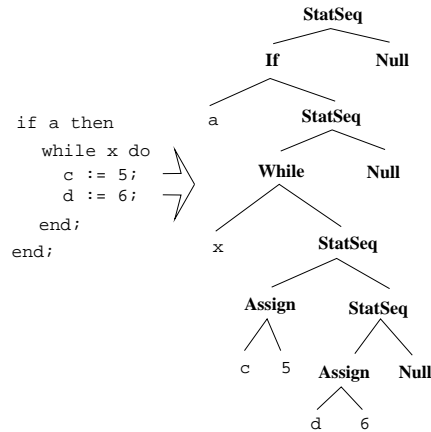 if a then
while x do
c := 5;
d := 6;
end;
end;
StatSeq
If Null
a StatSeq
While Null
x StatSeq
Assign StatSeq
c 5 Assign Null
d 6